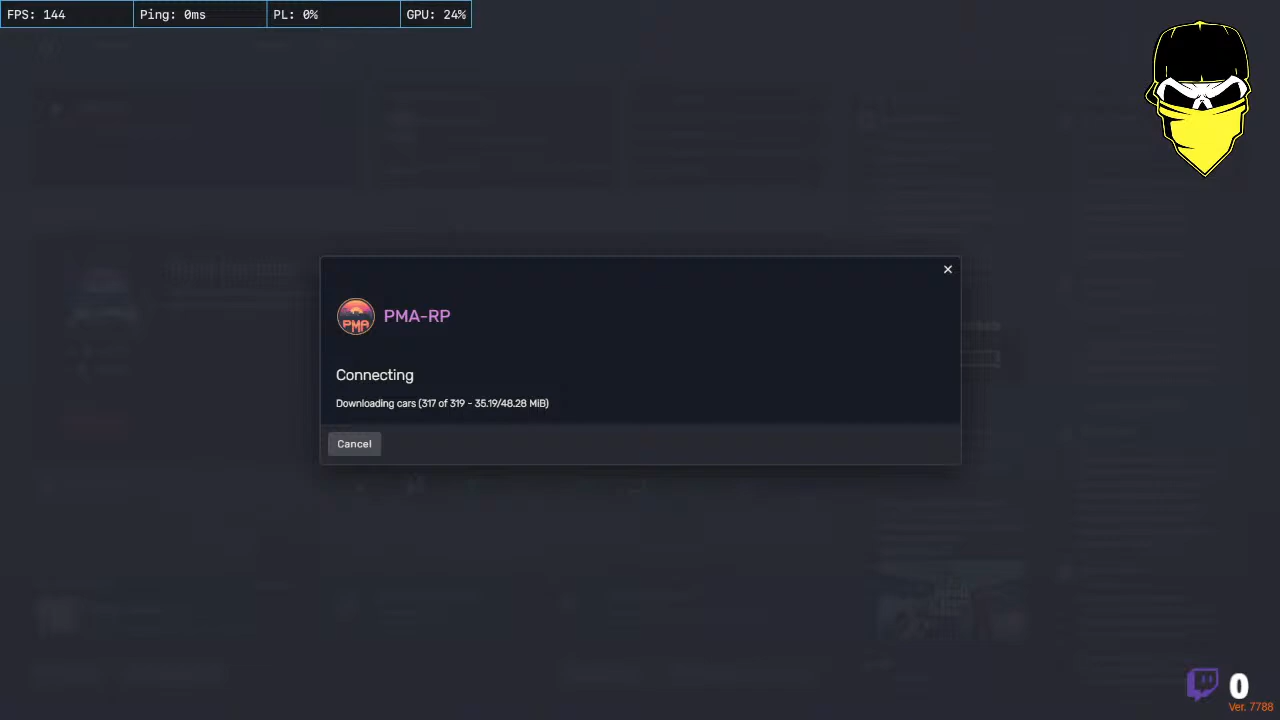 FPS: 144 Ping: 0ms PL: 0% GPU: 24%
PMA PMA-RP
Connecting
Downloading cars (317 of 319 - 35.19/48.28 MiB)
Cancel
0
Ver. 7788